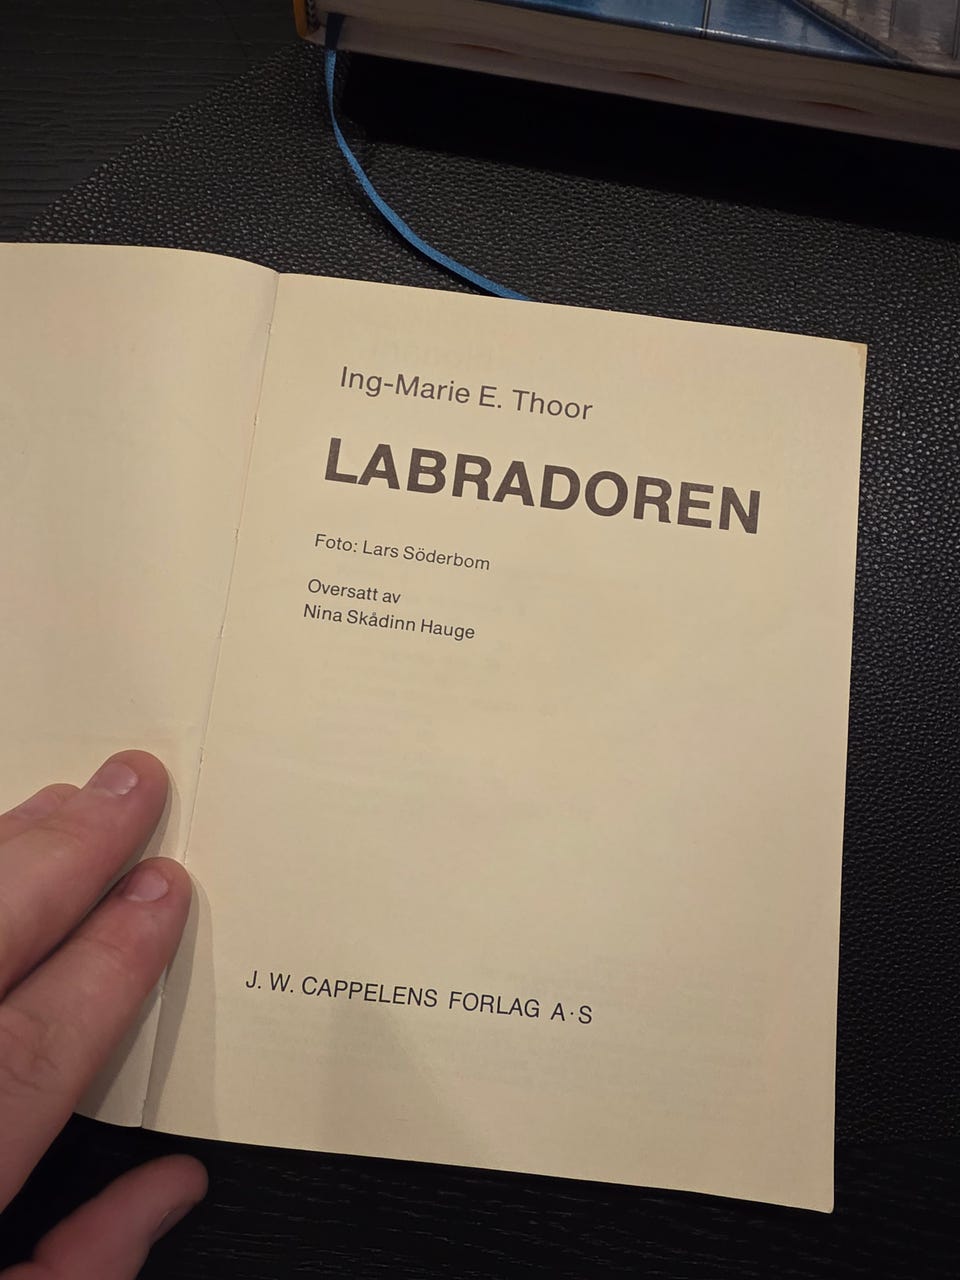 Ing-Marie E. Thoor
LABRADOREN
Foto: Lars Söderbom
Oversatt av
Nina Skådinn Hauge
J. W. CAPPELENS FORLAG A·S